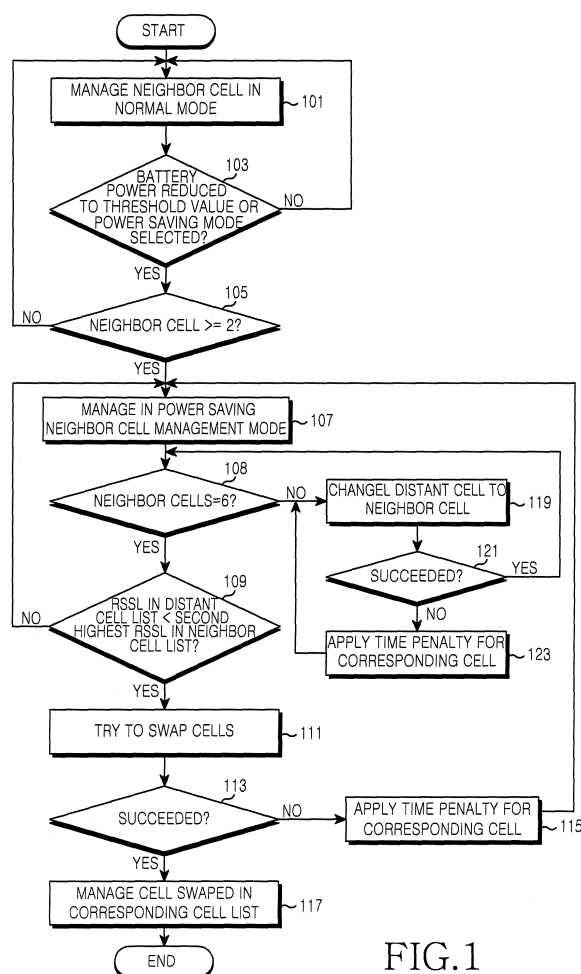 START
MANAGE NEIGHBOR CELL IN
NORMAL MODE
101
103
BATTERY
POWER REDUCED
TO THRESHOLD VALUE OR
POWER SAVING MODE
SELECTED?
NO
YES
105
NO
NEIGHBOR CELL >= 2?
YES
MANAGE IN POWER SAVING
NEIGHBOR CELL MANAGEMENT MODE
107
108
NEIGHBOR CELLS=6?
NO
CHANGEL DISTANT CELL TO
NEIGHBOR CELL
119
YES
121
SUCCEEDED?
YES
109
NO
RSSL IN DISTANT
CELL LIST < SECOND
HIGHEST RSSL IN NEIGHBOR
CELL LIST?
NO
APPLY TIME PENALTY FOR
CORRESPONDING CELL
123
YES
TRY TO SWAP CELLS
111
113
SUCCEEDED?
NO
APPLY TIME PENALTY FOR
CORRESPONDING CELL
115
YES
MANAGE CELL SWAPED IN
CORRESPONDING CELL LIST
117
END
FIG.1